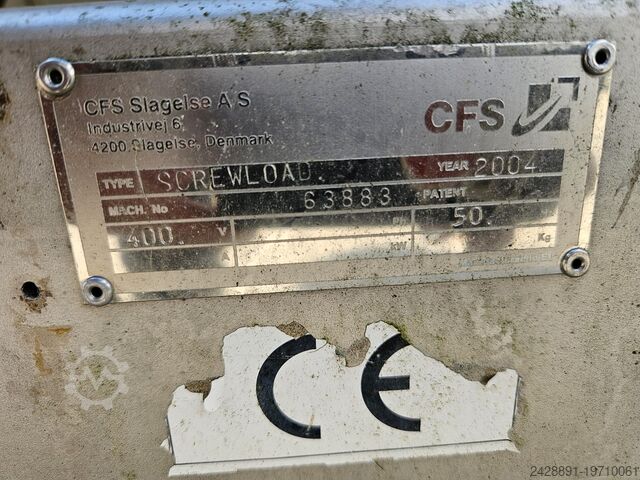 CFS Slagelse A/S
Industrivej 6,
4200 Slagelse, Denmark
CFS
TYPE SCREWLOAD. YEAR 2004
MACH. No 63883 PATENT
400. V 50.
A kW Kg
CE
2428891-19710061